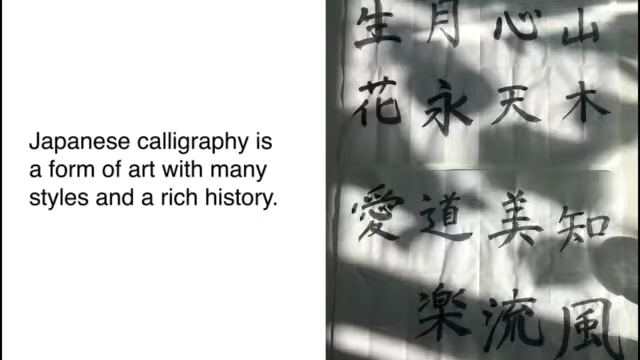 Japanese calligraphy is
a form of art with many
styles and a rich history.
生月心山
花永天木
愛道美知
楽流風